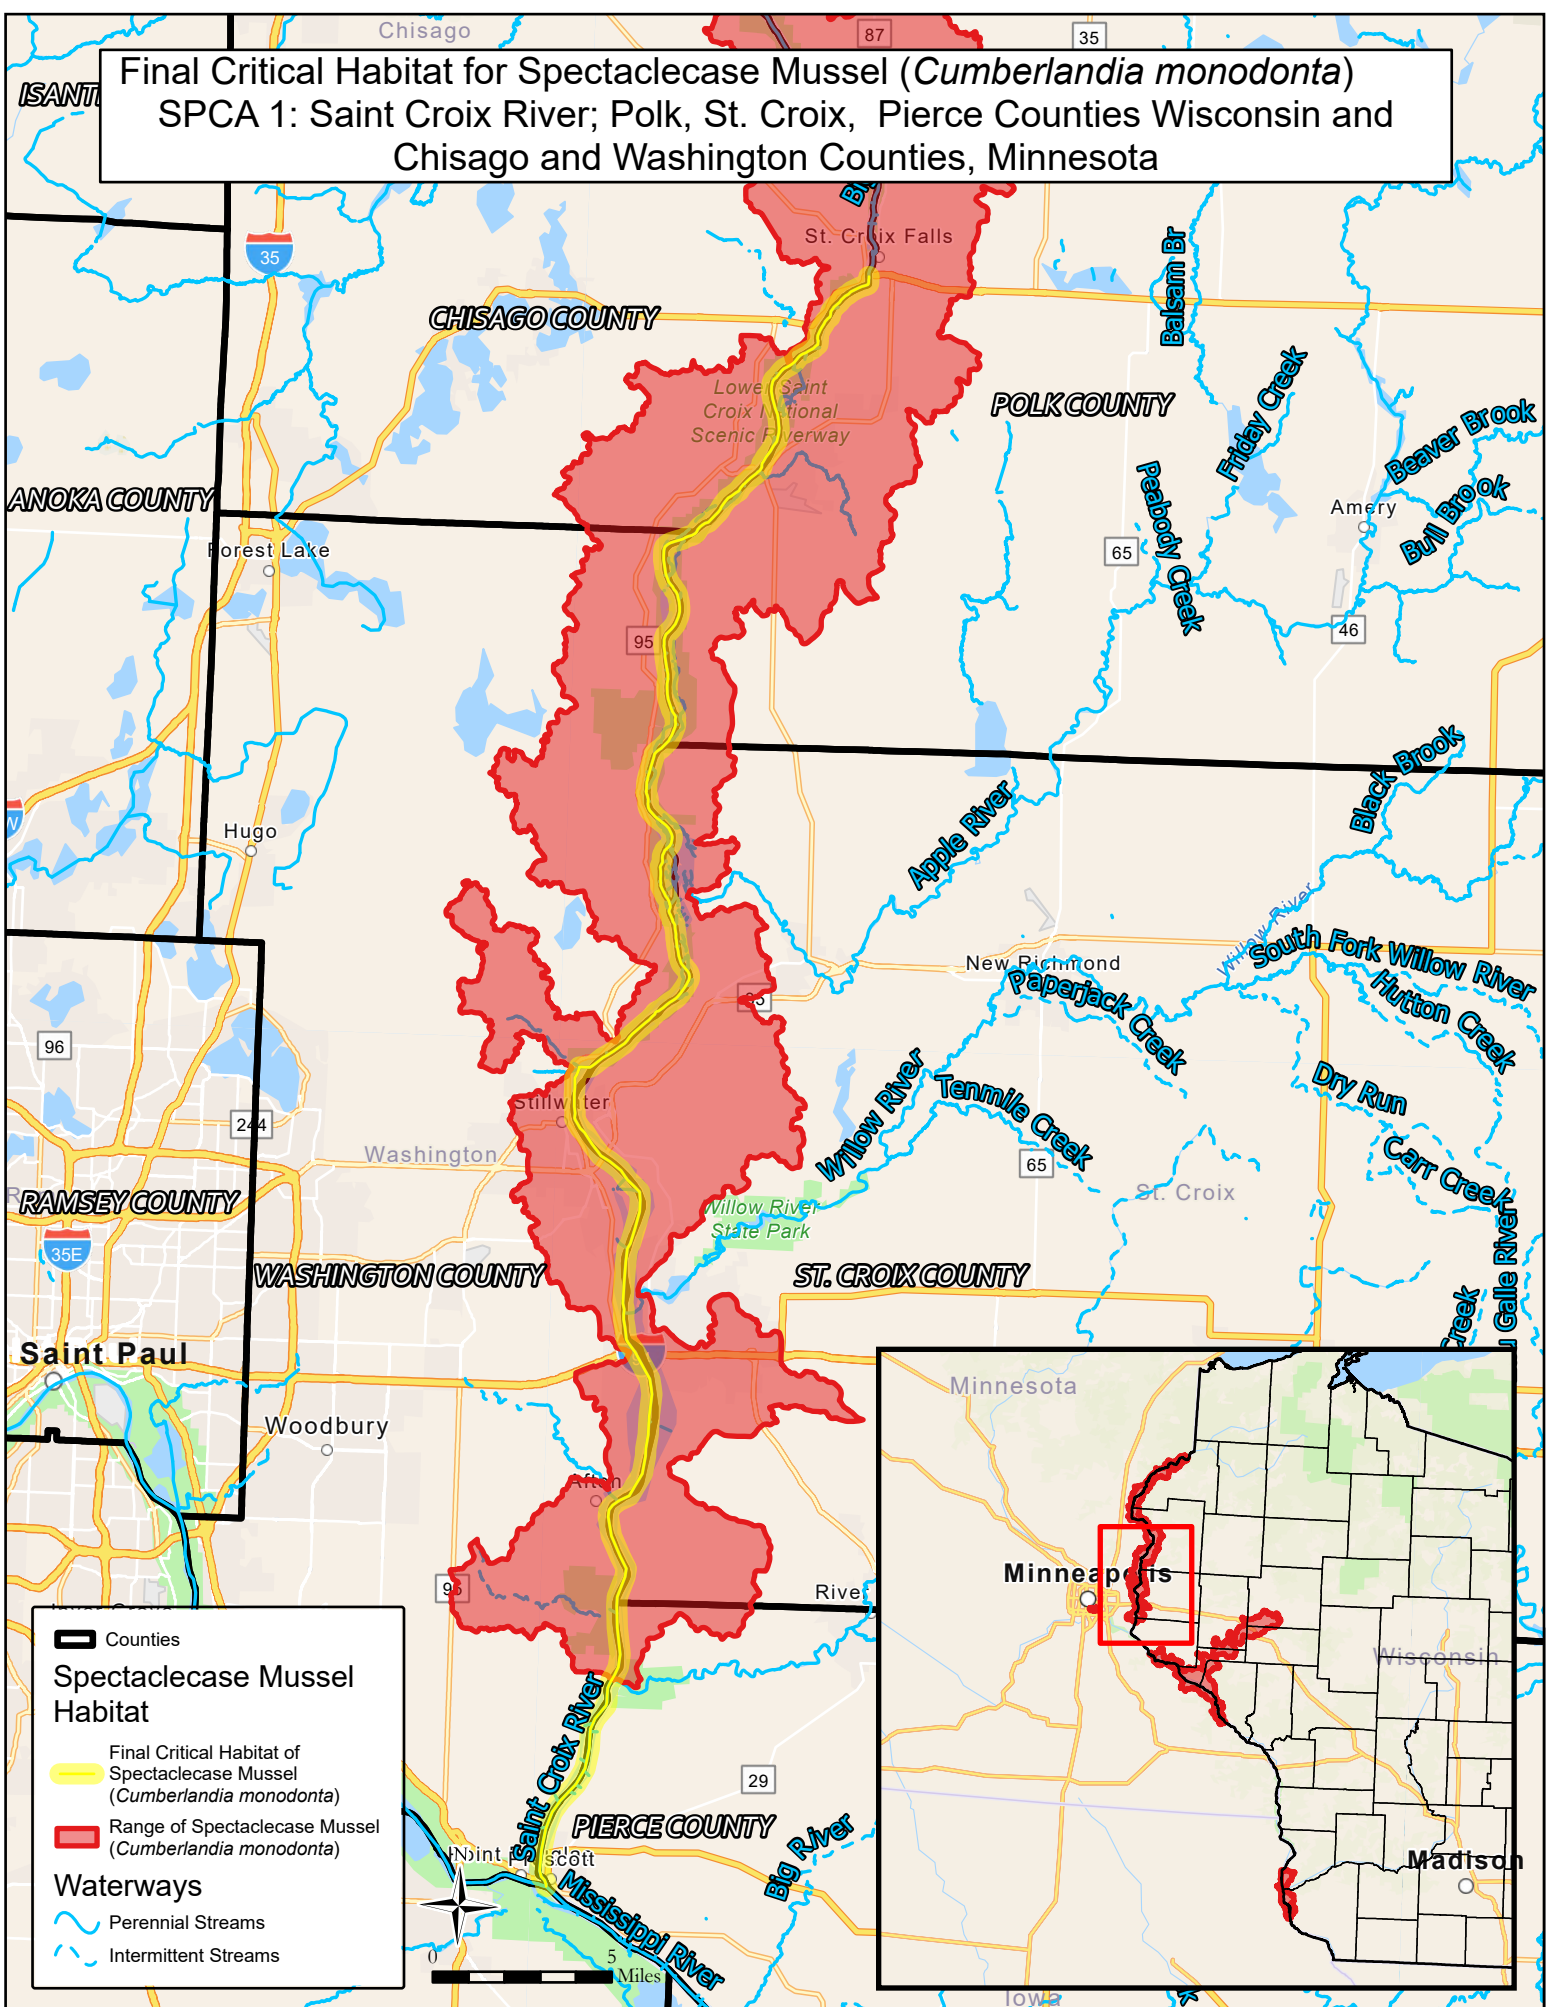 Chisago
87
35
Final Critical Habitat for Spectaclecase Mussel (Cumberlandia monodonta)
SPCA 1: Saint Croix River; Polk, St. Croix,  Pierce Counties Wisconsin and
Chisago and Washington Counties, Minnesota
St. Croix Falls
35
Balsam Br
CHISAGO COUNTY
Lower Saint
Croix National
Scenic Riverway
POLK COUNTY
Friday Creek
Beaver Brook
Bull Brook
Peabody Creek
Amery
ANOKA COUNTY
Forest Lake
65
46
95
Black Brook
Hugo
Apple River
Willow River
South Fork Willow River
New Richmond
Paperjack Creek
Hutton Creek
96
Dry Run
244
Stillwater
Willow River
Tenmile Creek
Washington
65
Carr Creek
St. Croix
RAMSEY COUNTY
Willow River
State Park
35E
WASHINGTON COUNTY
ST. CROIX COUNTY
Galle River
Creek
Saint Paul
Woodbury
Afton
95
River
Saint Croix River
29
PIERCE COUNTY
Big River
Mississippi River
Counties
Spectaclecase Mussel
Habitat
Final Critical Habitat of
Spectaclecase Mussel
(Cumberlandia monodonta)
Range of Spectaclecase Mussel
(Cumberlandia monodonta)
Waterways
Perennial Streams
Intermittent Streams
0
5
Miles
Minnesota
Minneapolis
Wisconsin
Madison
Iowa